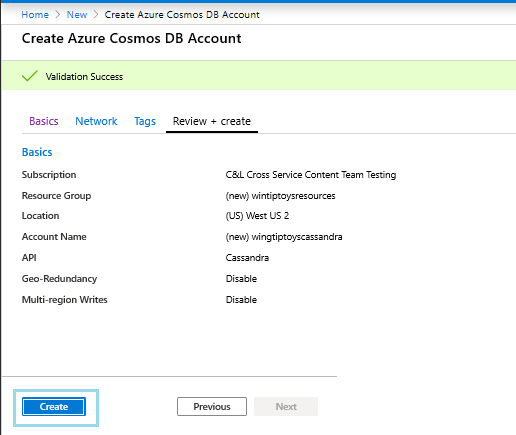 Home > New > Create Azure Cosmos DB Account
Create Azure Cosmos DB Account
Validation Success
Basics Network Tags Review + create
Basics
Subscription C&L Cross Service Content Team Testing
Resource Group (new) wintiptoysresources
Location (US) West US 2
Account Name (new) wingtiptoyscassandra
API Cassandra
Geo-Redundancy Disable
Multi-region Writes Disable
Create Previous Next